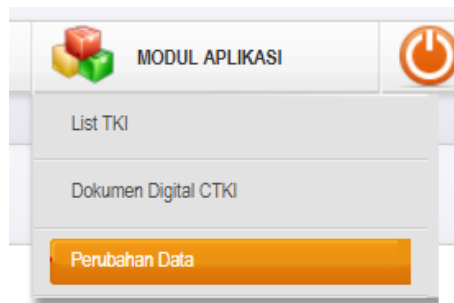 MODUL APLIKASI
List TKI
Dokumen Digital CTKI
Perubahan Data